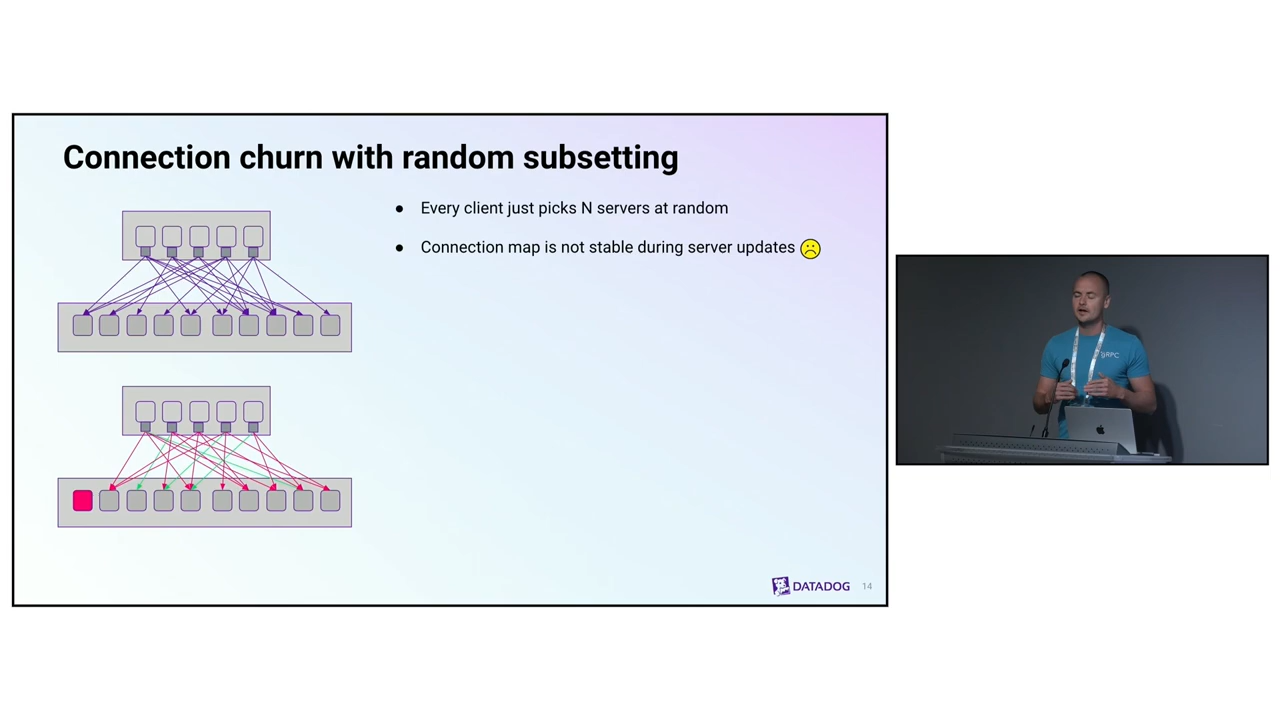 Connection churn with random subsetting
● Every client just picks N servers at random
● Connection map is not stable during server updates
DATADOG 14
gRPC